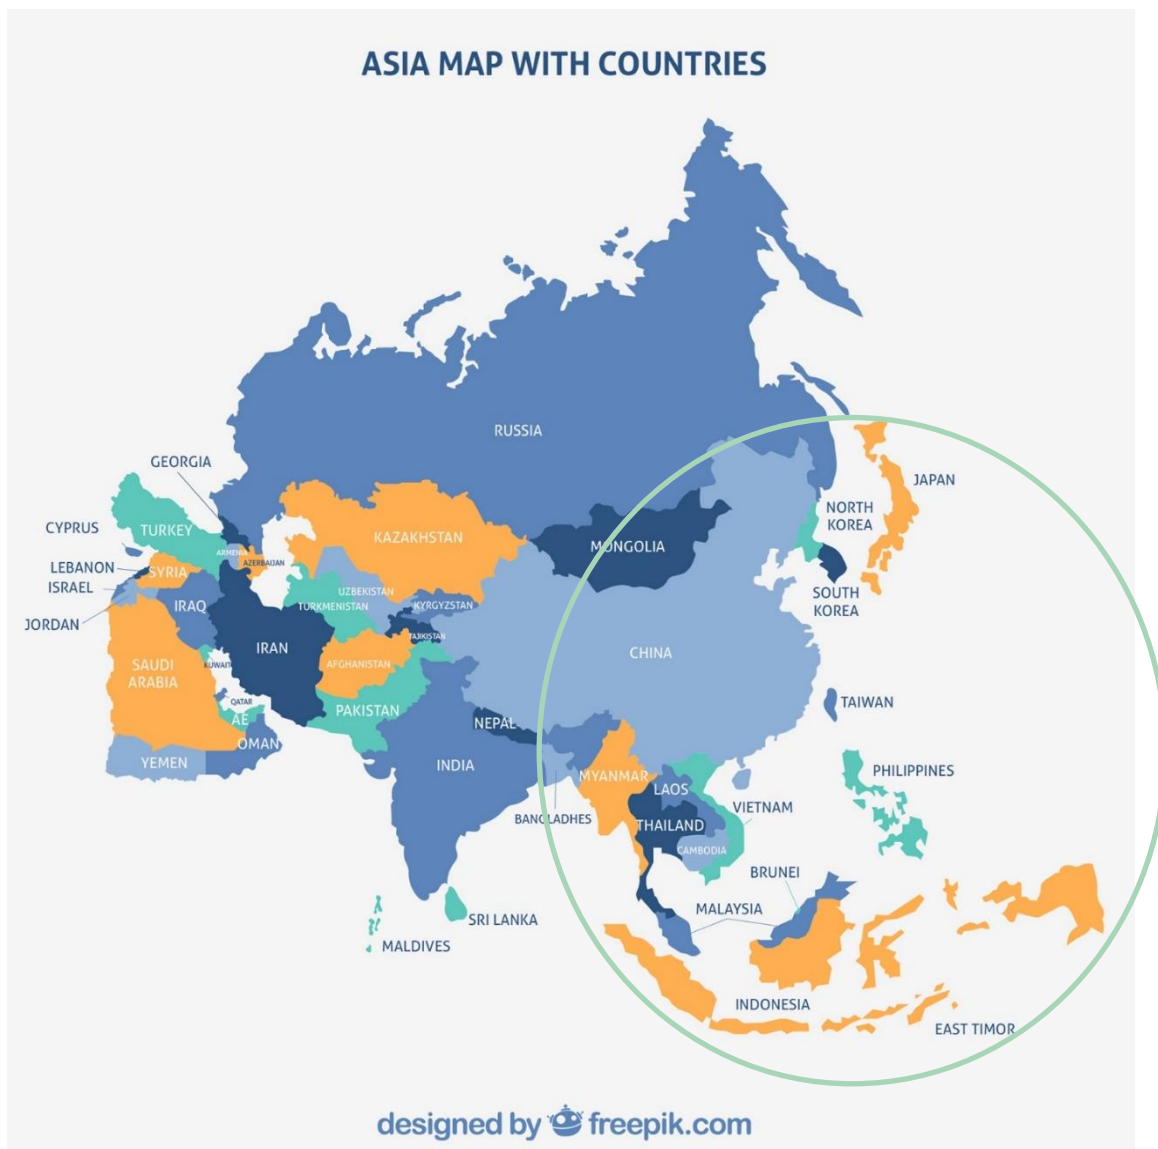 ASIA MAP WITH COUNTRIES
RUSSIA
GEORGIA
JAPAN
NORTH
KOREA
CYPRUS
TURKEY
KAZAKHSTAN
MONGOLIA
ARMENIA
AZERBAIJAN
LEBANON
SYRIA
ISRAEL
UZBEKISTAN
SOUTH
KOREA
JORDAN
IRAQ
TURKMENISTAN
KYRGYZSTAN
TAJIKISTAN
IRAN
CHINA
SAUDI
ARABIA
KUWAIT
AFGHANISTAN
QATAR
PAKISTAN
TAIWAN
AE
NEPAL
OMAN
YEMEN
INDIA
MYANMAR
PHILIPPINES
LAOS
BANGLADHES
VIETNAM
THAILAND
CAMBODIA
BRUNEI
SRI LANKA
MALAYSIA
MALDIVES
INDONESIA
EAST TIMOR
designed by freepik.com